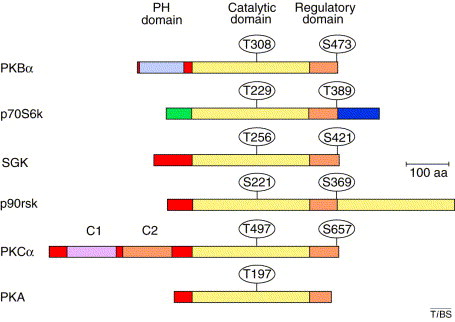 PH domain
Catalytic domain
Regulatory domain
PKBα
T308
S473
p70S6k
T229
T389
SGK
T256
S421
100 aa
p90rsk
S221
S369
C1
C2
PKCα
T497
S657
PKA
T197
TiBS